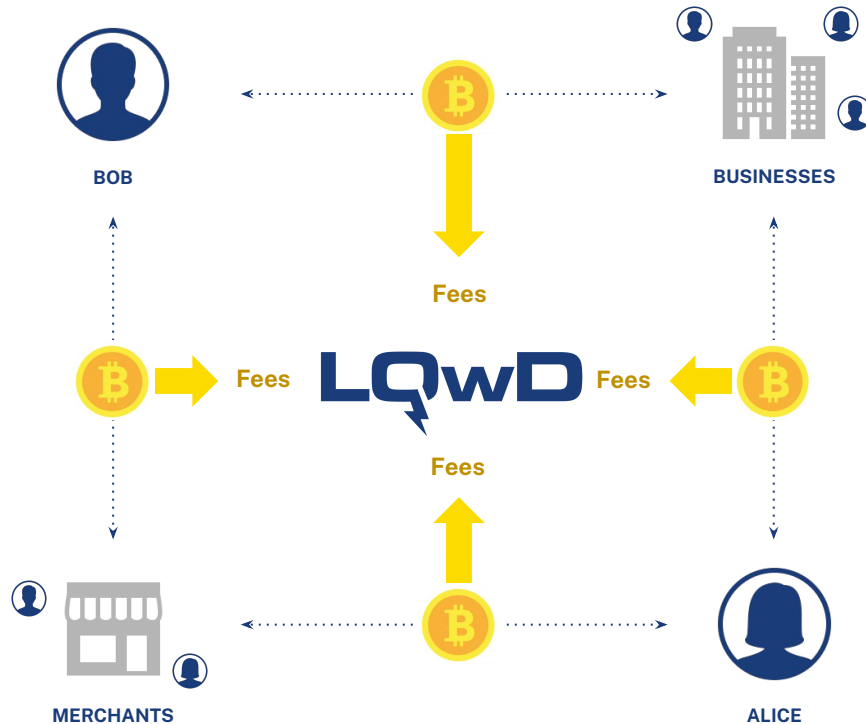 BOB
BUSINESSES
Fees
Fees
LQwD
Fees
Fees
MERCHANTS
ALICE